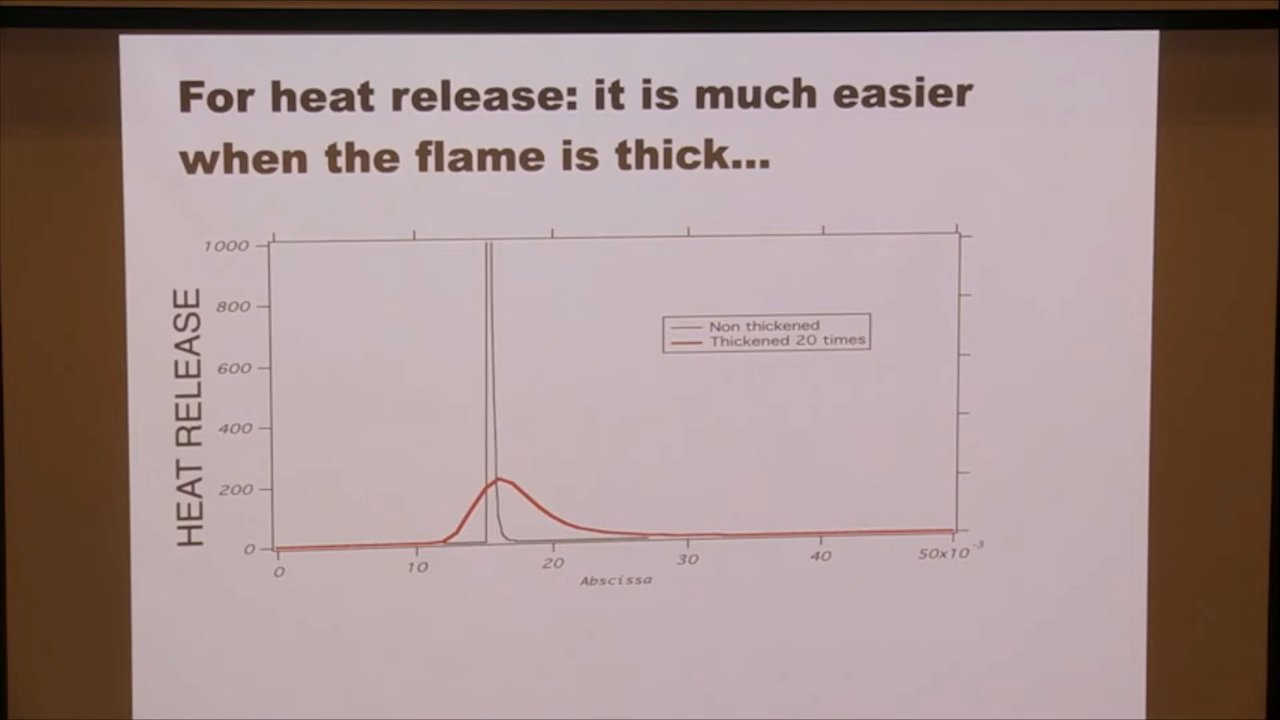 For heat release: it is much easier
when the flame is thick...
HEAT RELEASE
1000
800
600
400
200
0
Non thickened
Thickened 20 times
0
10
20
30
40
50x10⁻³
Abscissa